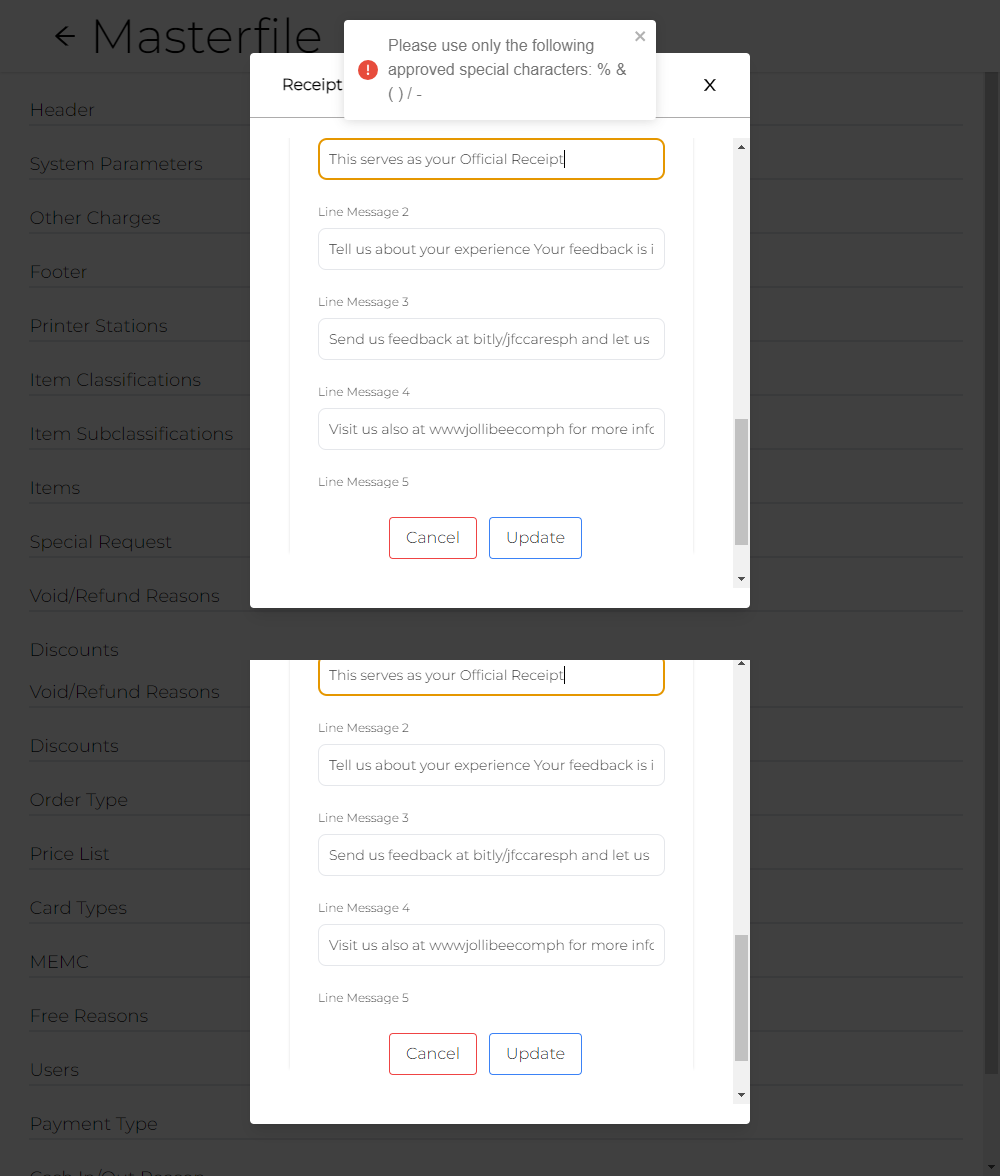 ← Masterfile
Please use only the following
approved special characters: % &
( ) / -
×
Receipt
X
Header
System Parameters
Other Charges
Footer
Printer Stations
Item Classifications
Item Subclassifications
Items
Special Request
Void/Refund Reasons
Discounts
Void/Refund Reasons
Discounts
Order Type
Price List
Card Types
MEMC
Free Reasons
Users
Payment Type
This serves as your Official Receipt
Line Message 2
Tell us about your experience Your feedback is i
Line Message 3
Send us feedback at bitly/jfccaresph and let us
Line Message 4
Visit us also at wwwjollibeecomph for more info
Line Message 5
Cancel Update
This serves as your Official Receipt
Line Message 2
Tell us about your experience Your feedback is i
Line Message 3
Send us feedback at bitly/jfccaresph and let us
Line Message 4
Visit us also at wwwjollibeecomph for more info
Line Message 5
Cancel Update